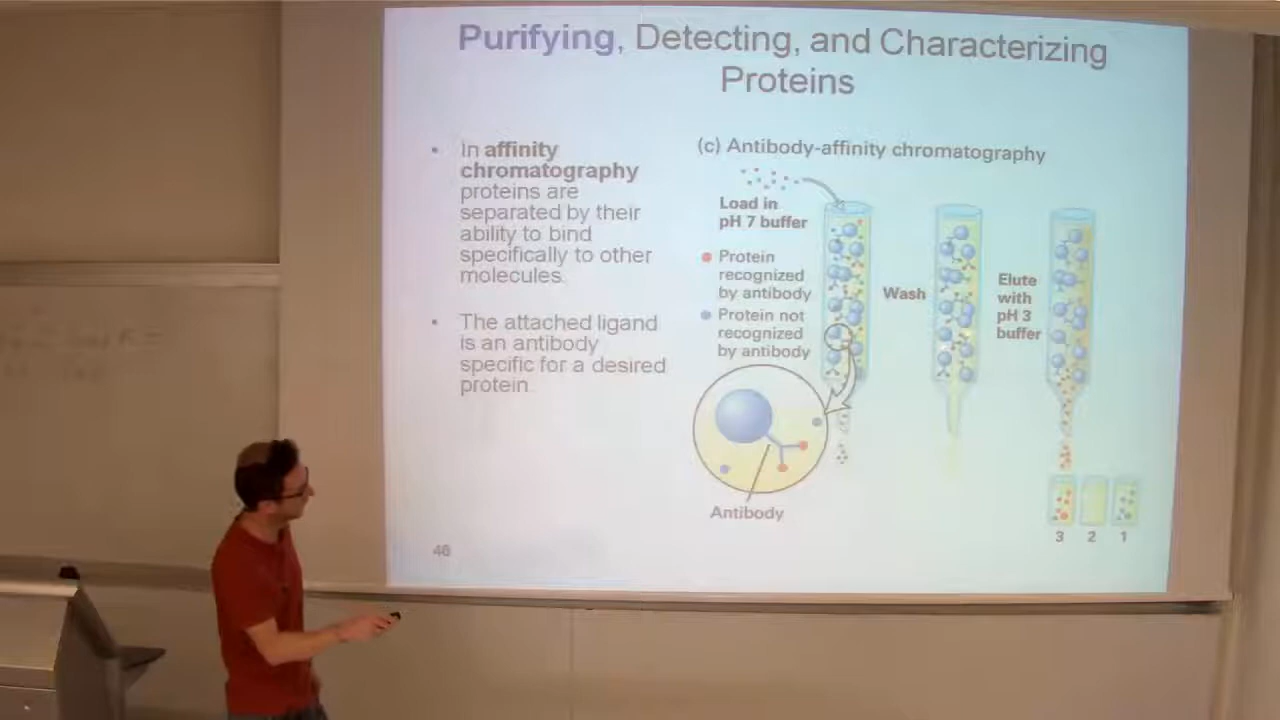 Purifying, Detecting, and Characterizing
Proteins
• In affinity
chromatography
proteins are
separated by their
ability to bind
specifically to other
molecules.
• The attached ligand
is an antibody
specific for a desired
protein
46
(c) Antibody-affinity chromatography
Load in
pH 7 buffer
Protein
recognized
by antibody
Protein not
recognized
by antibody
Antibody
Wash
Elute
with
pH 3
buffer
3 2 1